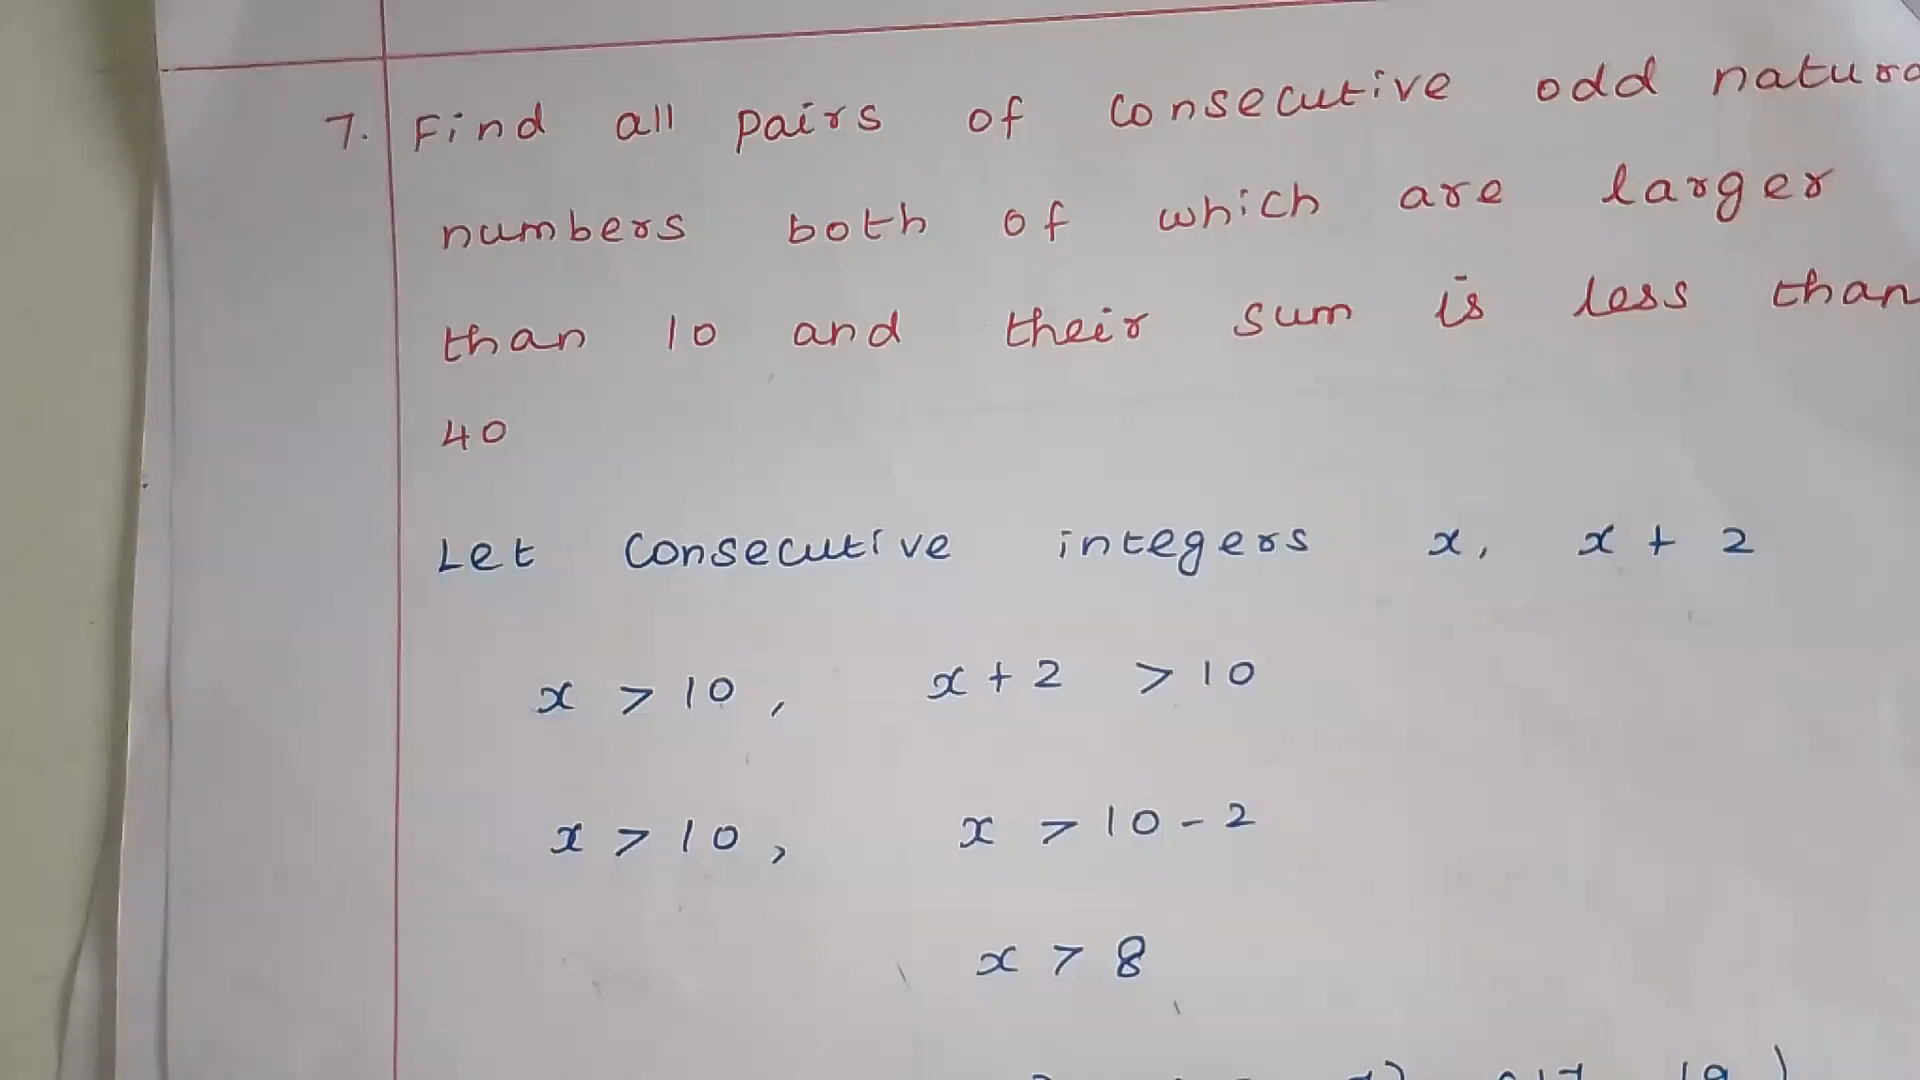 7. Find all pairs of consecutive odd natura
numbers both of which are larger
than 10 and their sum is less than
40
Let consecutive integers x, x + 2
x > 10, x + 2 > 10
x > 10, x > 10 - 2
x > 8